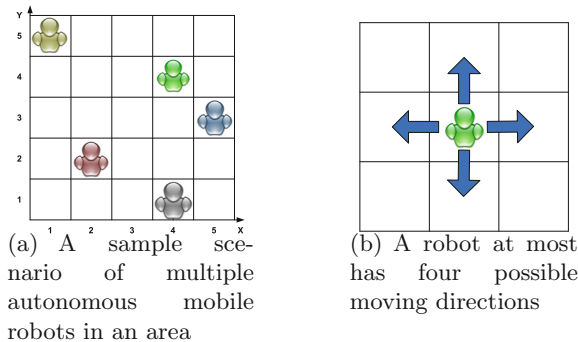 Y
5
4
3
2
1
1 2 3 4 5 X
(a) A sample sce-
nario of multiple
autonomous mobile
robots in an area
(b) A robot at most
has four possible
moving directions